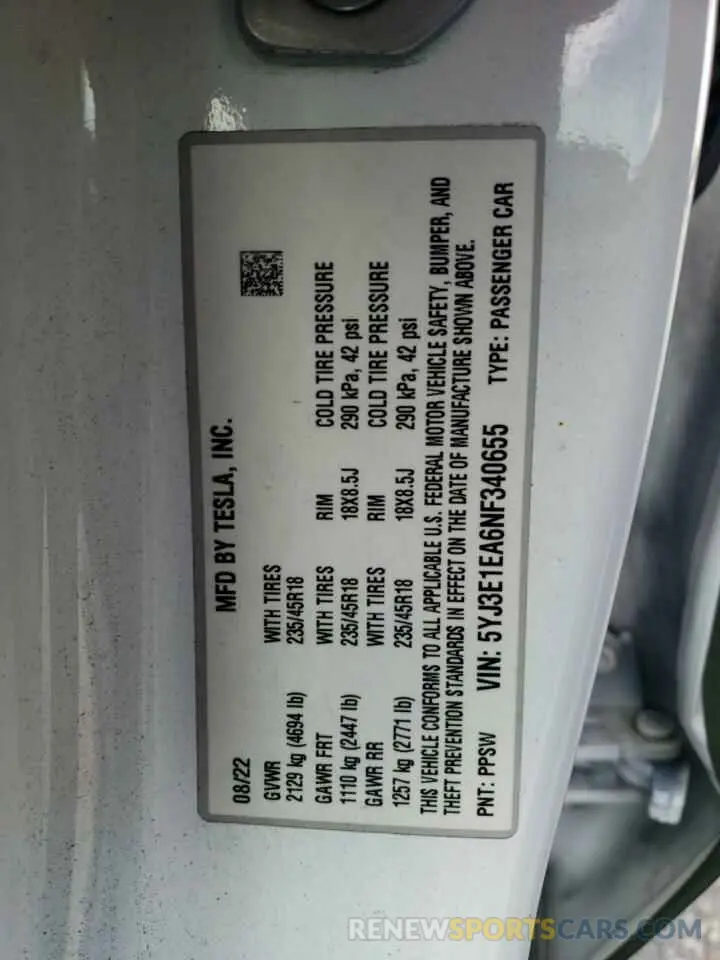 MFD BY TESLA, INC.
08/22
GVWR WITH TIRES
2129 kg (4694 lb) 235/45R18
GAWR FRT WITH TIRES RIM COLD TIRE PRESSURE
1110 kg (2447 lb) 235/45R18 18X8.5J 290 kPa, 42 psi
GAWR RR WITH TIRES RIM COLD TIRE PRESSURE
1257 kg (2771 lb) 235/45R18 18X8.5J 290 kPa, 42 psi
THIS VEHICLE CONFORMS TO ALL APPLICABLE U.S. FEDERAL MOTOR VEHICLE SAFETY, BUMPER, AND
THEFT PREVENTION STANDARDS IN EFFECT ON THE DATE OF MANUFACTURE SHOWN ABOVE.
PNT: PPSW VIN: 5YJ3E1EA6NF340655 TYPE: PASSENGER CAR
RENEWSPORTSCARS.COM